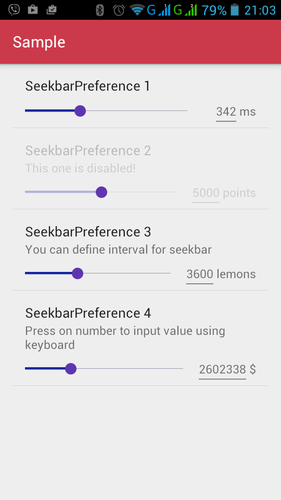 G G 79% 21:03
Sample
SeekbarPreference 1
342 ms
SeekbarPreference 2
This one is disabled!
5000 points
SeekbarPreference 3
You can define interval for seekbar
3600 lemons
SeekbarPreference 4
Press on number to input value using
keyboard
2602338 $